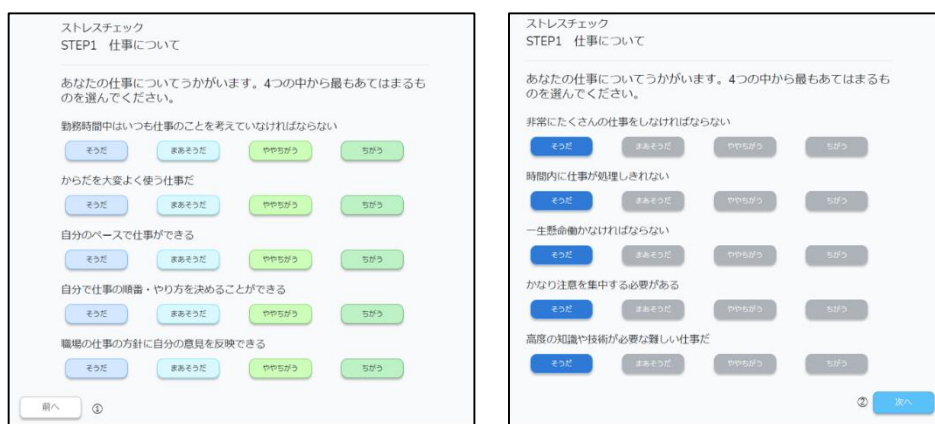 ストレスチェック
STEP1 仕事について
あなたの仕事についてうかがいます。4つの中から最もあてはまるも
のを選んでください。
勤務時間中はいつも仕事のことを考えていなければならない
そうだ まあそうだ ややちがう ちがう
からだを大変よく使う仕事だ
そうだ まあそうだ ややちがう ちがう
自分のペースで仕事ができる
そうだ まあそうだ ややちがう ちがう
自分で仕事の順番・やり方を決めることができる
そうだ まあそうだ ややちがう ちがう
職場の仕事の方針に自分の意見を反映できる
そうだ まあそうだ ややちがう ちがう
前へ ①
ストレスチェック
STEP1 仕事について
あなたの仕事についてうかがいます。4つの中から最もあてはまるも
のを選んでください。
非常にたくさんの仕事をしなければならない
そうだ まあそうだ ややちがう ちがう
時間内に仕事が処理しきれない
そうだ まあそうだ ややちがう ちがう
一生懸命働かなければならない
そうだ まあそうだ ややちがう ちがう
かなり注意を集中する必要がある
そうだ まあそうだ ややちがう ちがう
高度の知識や技術が必要な難しい仕事だ
そうだ まあそうだ ややちがう ちがう
② 次へ